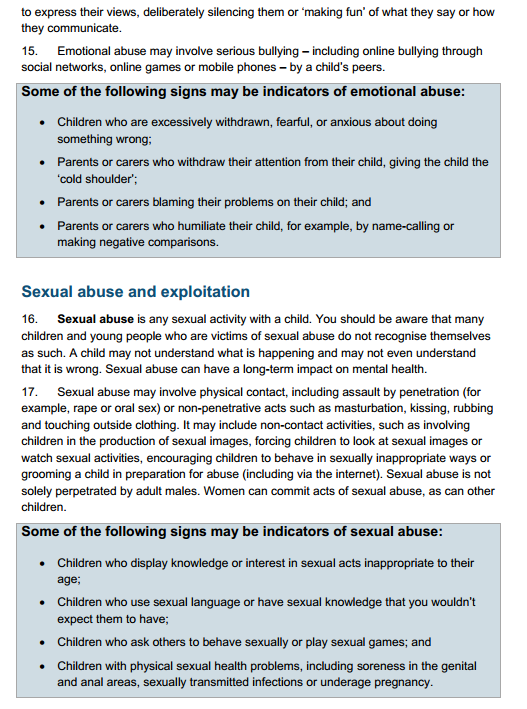 to express their views, deliberately silencing them or ‘making fun’ of what they say or how
they communicate.
15. Emotional abuse may involve serious bullying – including online bullying through
social networks, online games or mobile phones – by a child’s peers.
Some of the following signs may be indicators of emotional abuse:
• Children who are excessively withdrawn, fearful, or anxious about doing
something wrong;
• Parents or carers who withdraw their attention from their child, giving the child the
‘cold shoulder’;
• Parents or carers blaming their problems on their child; and
• Parents or carers who humiliate their child, for example, by name-calling or
making negative comparisons.
Sexual abuse and exploitation
16. Sexual abuse is any sexual activity with a child. You should be aware that many
children and young people who are victims of sexual abuse do not recognise themselves
as such. A child may not understand what is happening and may not even understand
that it is wrong. Sexual abuse can have a long-term impact on mental health.
17. Sexual abuse may involve physical contact, including assault by penetration (for
example, rape or oral sex) or non-penetrative acts such as masturbation, kissing, rubbing
and touching outside clothing. It may include non-contact activities, such as involving
children in the production of sexual images, forcing children to look at sexual images or
watch sexual activities, encouraging children to behave in sexually inappropriate ways or
grooming a child in preparation for abuse (including via the internet). Sexual abuse is not
solely perpetrated by adult males. Women can commit acts of sexual abuse, as can other
children.
Some of the following signs may be indicators of sexual abuse:
• Children who display knowledge or interest in sexual acts inappropriate to their
age;
• Children who use sexual language or have sexual knowledge that you wouldn’t
expect them to have;
• Children who ask others to behave sexually or play sexual games; and
• Children with physical sexual health problems, including soreness in the genital
and anal areas, sexually transmitted infections or underage pregnancy.